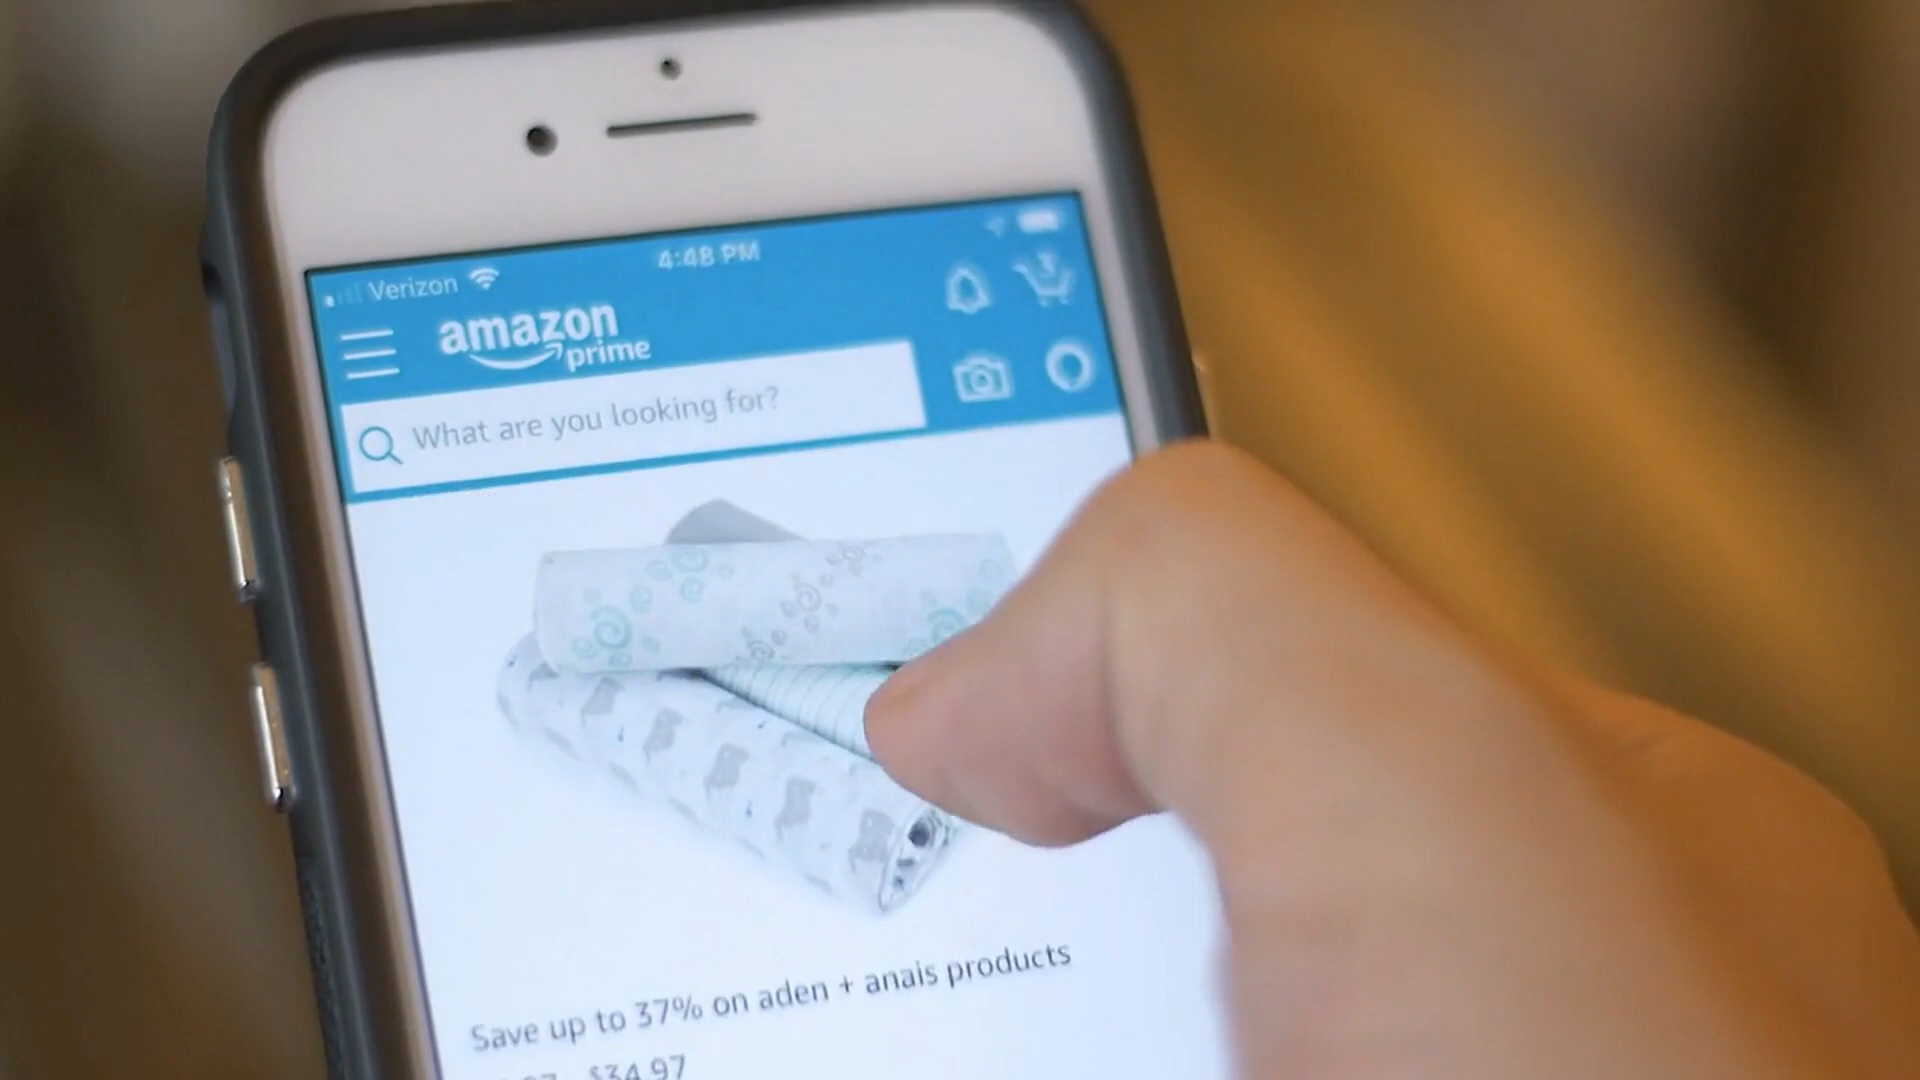 Verizon
4:48 PM
3
amazon
prime
What are you looking for?
Save up to 37% on aden + anais products
$34.97